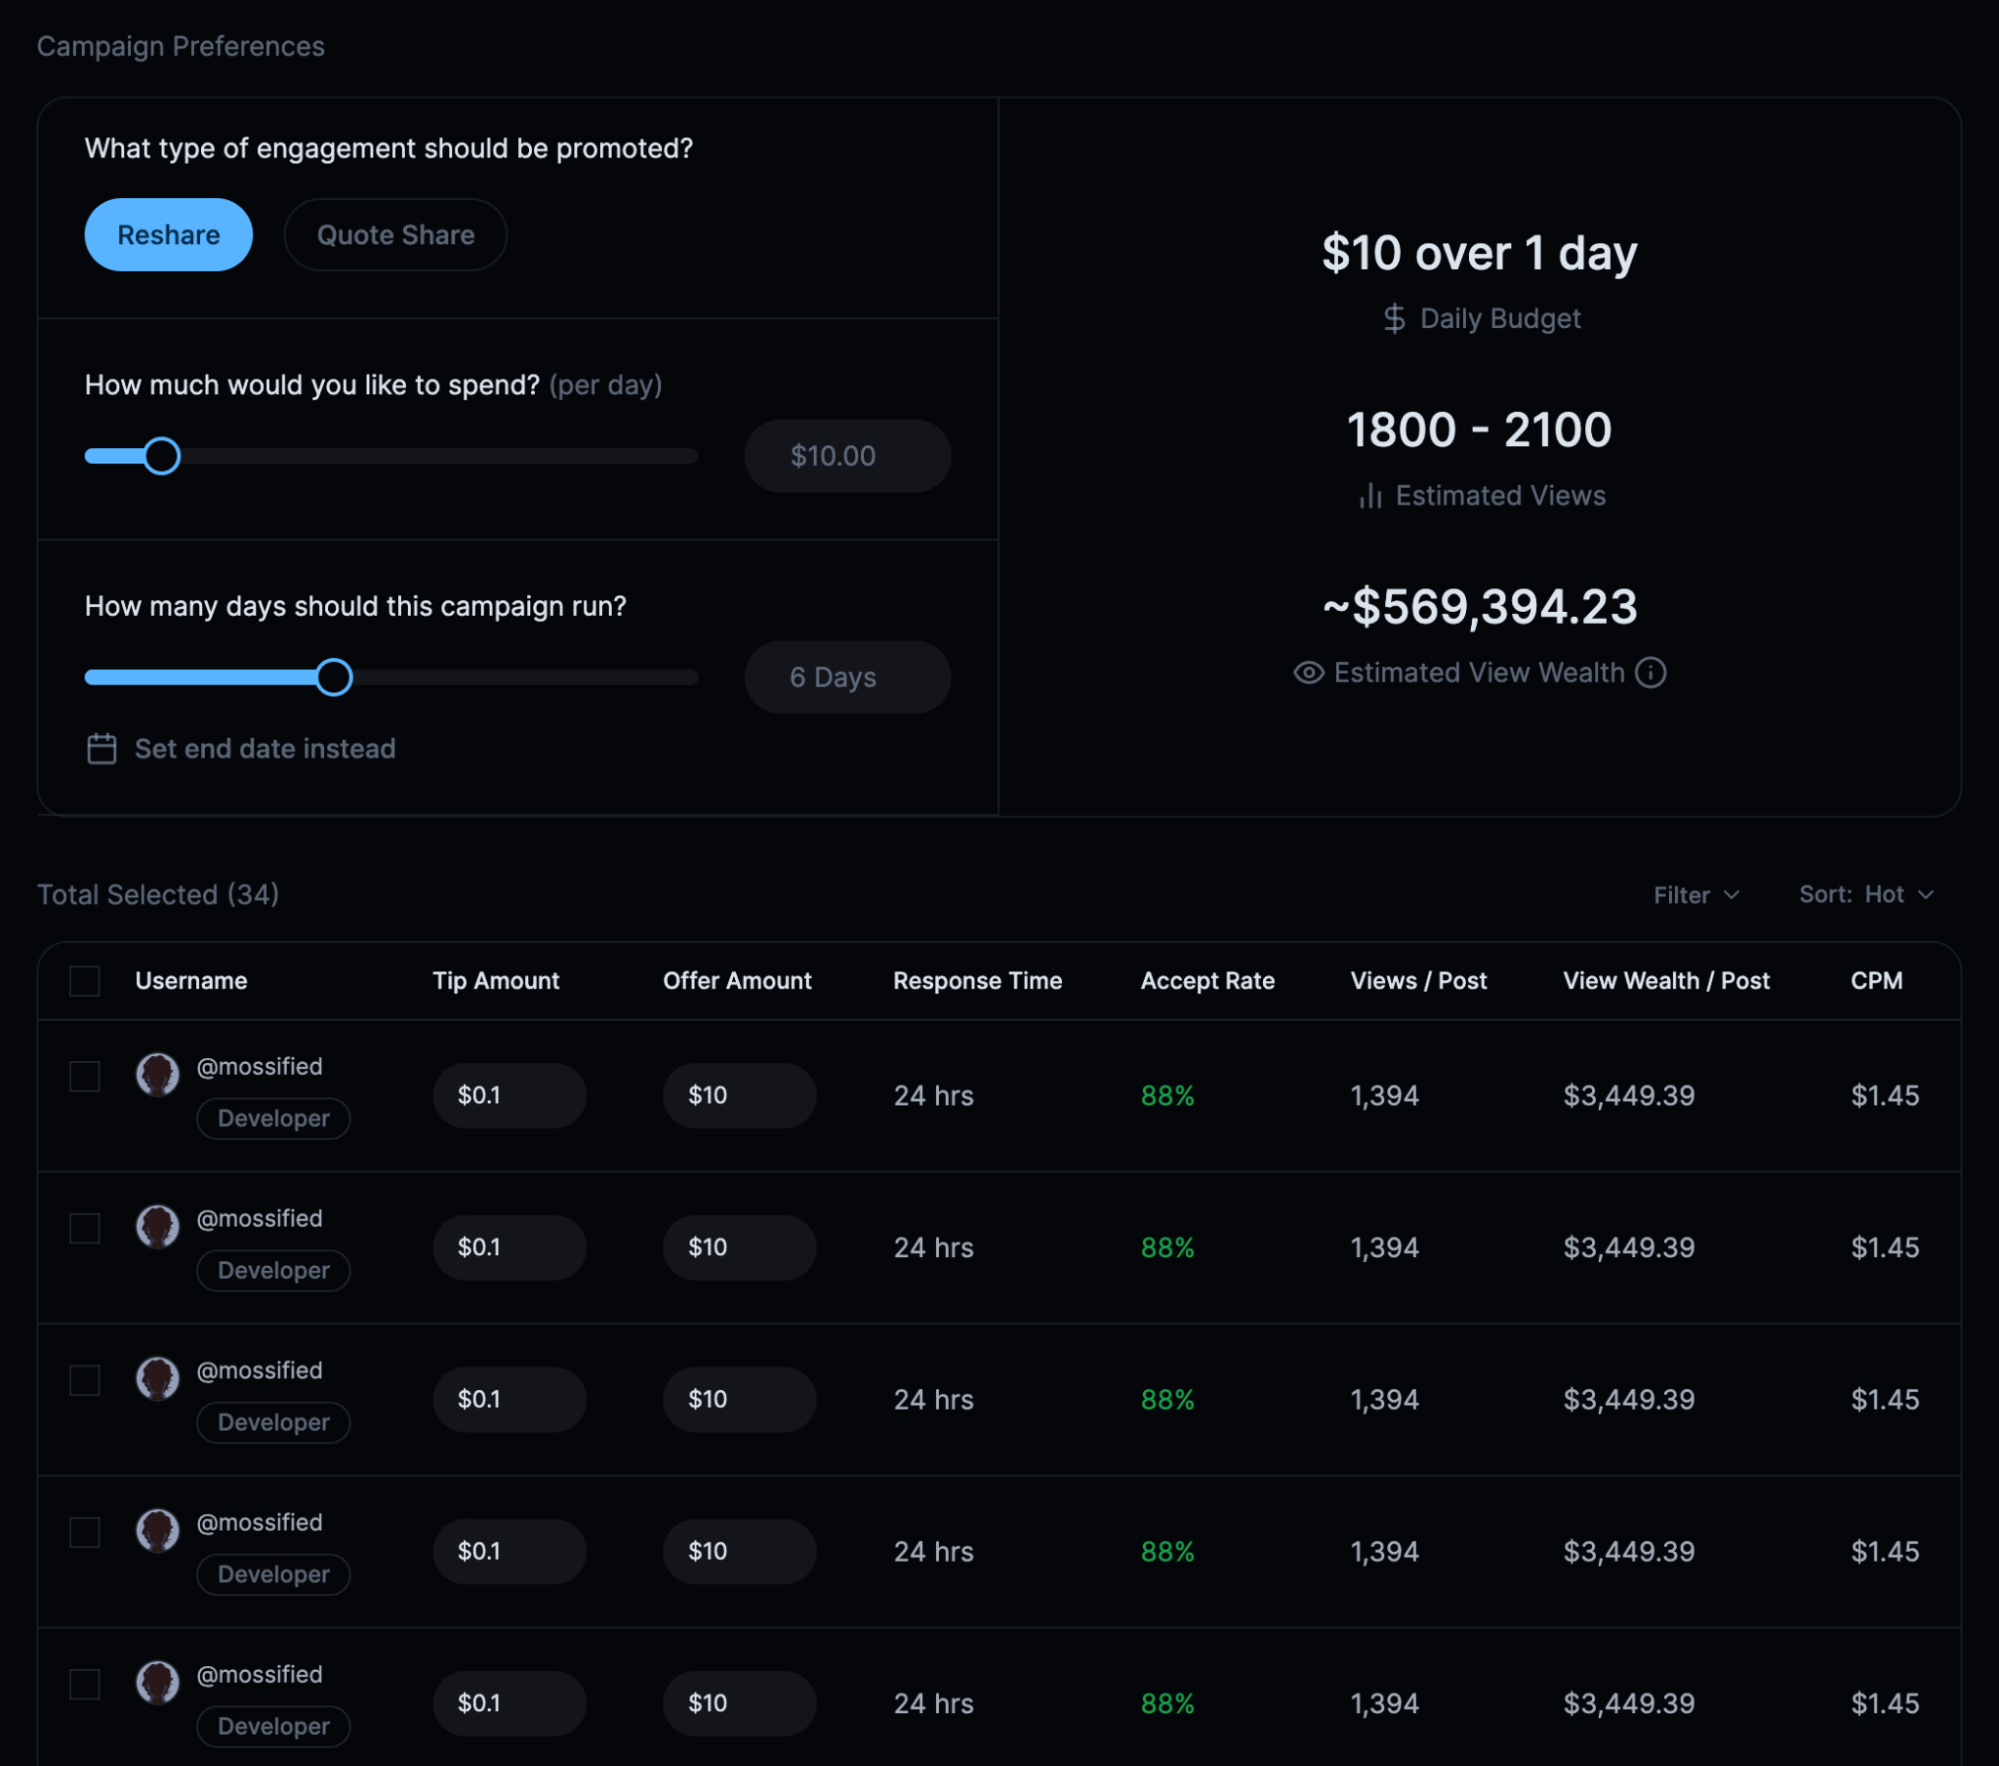 Campaign Preferences
What type of engagement should be promoted?
Reshare Quote Share
How much would you like to spend? (per day)
$10.00
How many days should this campaign run?
6 Days
Set end date instead
$10 over 1 day
Daily Budget
1800 - 2100
Estimated Views
~$569,394.23
Estimated View Wealth
Total Selected (34) Filter Sort: Hot
Username Tip Amount Offer Amount Response Time Accept Rate Views / Post View Wealth / Post CPM
@mossified
Developer
$0.1 $10 24 hrs 88% 1,394 $3,449.39 $1.45
@mossified
Developer
$0.1 $10 24 hrs 88% 1,394 $3,449.39 $1.45
@mossified
Developer
$0.1 $10 24 hrs 88% 1,394 $3,449.39 $1.45
@mossified
Developer
$0.1 $10 24 hrs 88% 1,394 $3,449.39 $1.45
@mossified
Developer
$0.1 $10 24 hrs 88% 1,394 $3,449.39 $1.45